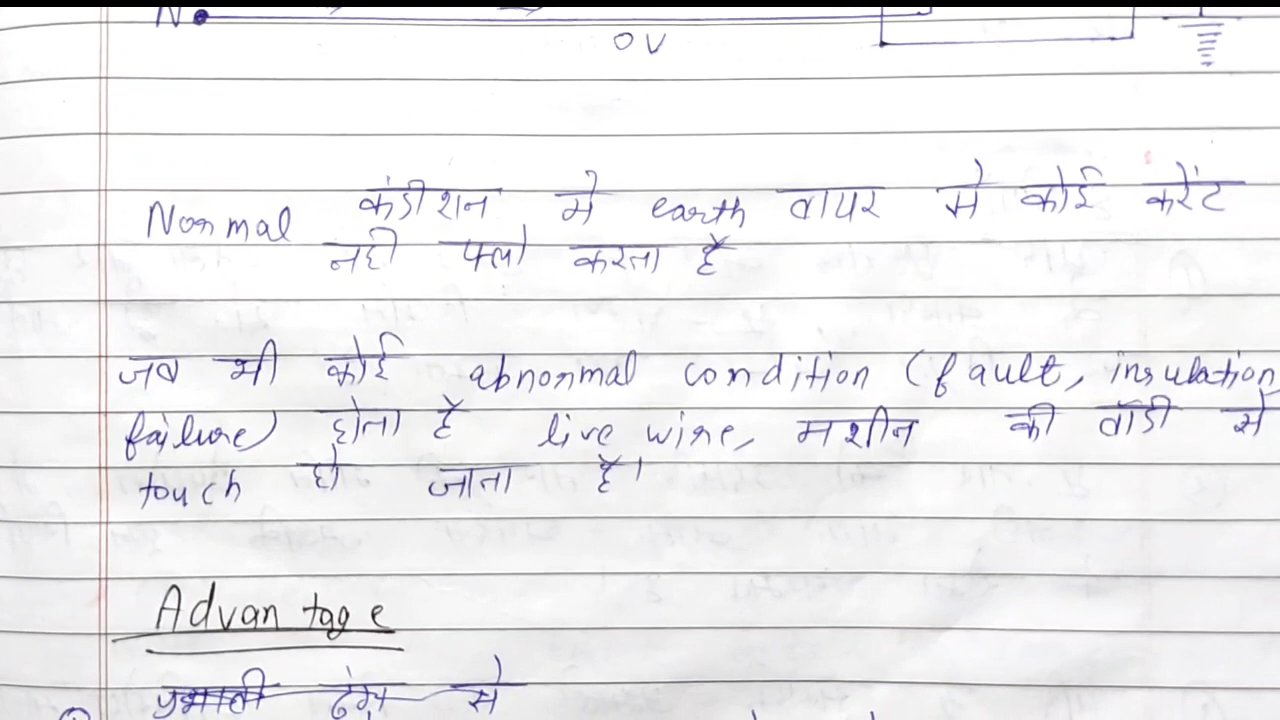 N
0V
Normal कंडीशन में earth वायर से कोई करेंट
नही फ्लो करता है
जब भी कोई abnormal condition (fault, insulation
failure) होता है live wire, मशीन की बॉडी से
touch हो जाता है।
Advantage
से